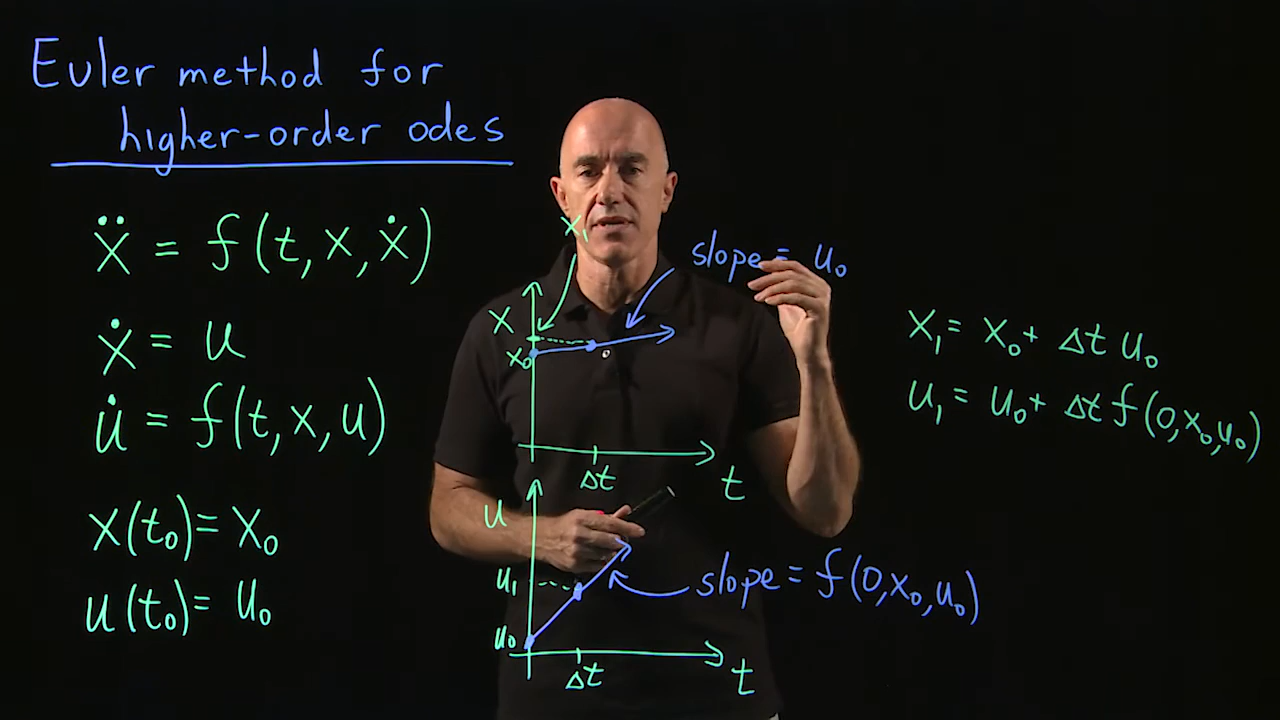 Euler method for
higher-order odes
ẍ = f(t, x, ẋ)
ẋ = u
u̇ = f(t, x, u)
x(t₀) = x₀
u(t₀) = u₀
x₁
slope = u₀
x
x₀
Δt
t
u
u₁
slope = f(0, x₀, u₀)
u₀
Δt
t
x₁ = x₀ + Δt u₀
u₁ = u₀ + Δt f(0, x₀, u₀)